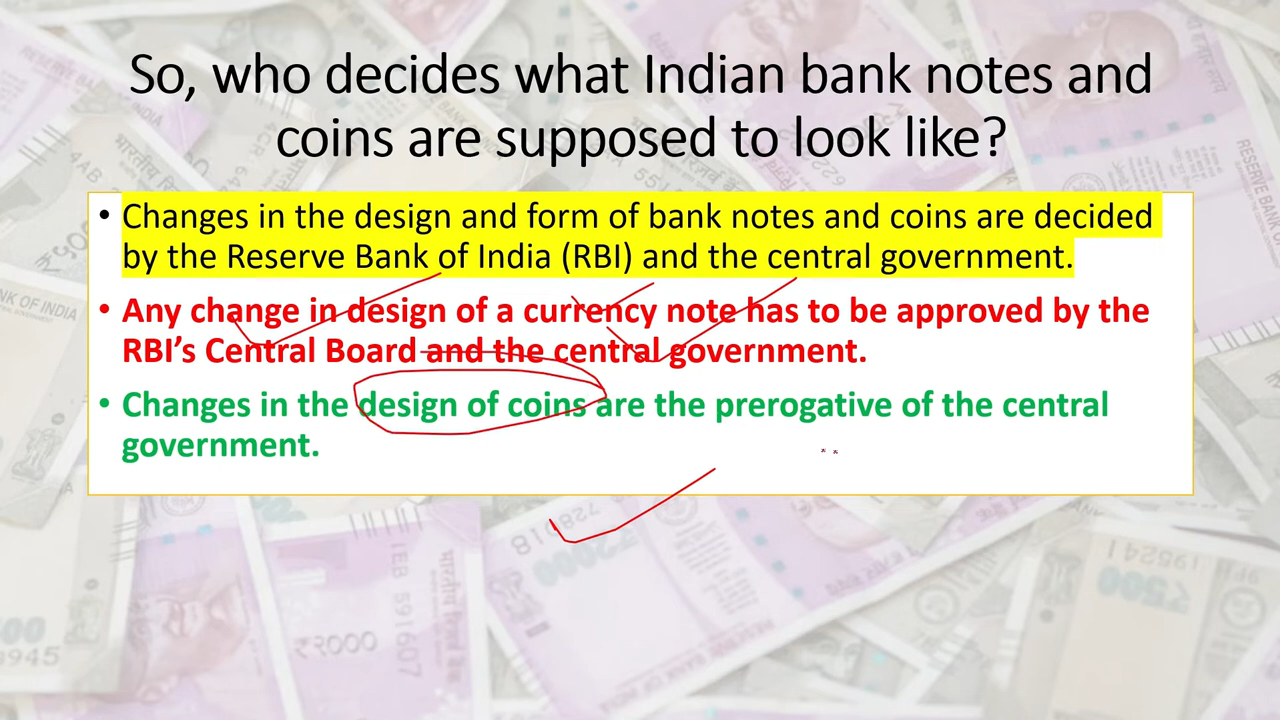 So, who decides what Indian bank notes and
coins are supposed to look like?
• Changes in the design and form of bank notes and coins are decided
by the Reserve Bank of India (RBI) and the central government.
• Any change in design of a currency note has to be approved by the
RBI’s Central Board and the central government.
• Changes in the design of coins are the prerogative of the central
government.